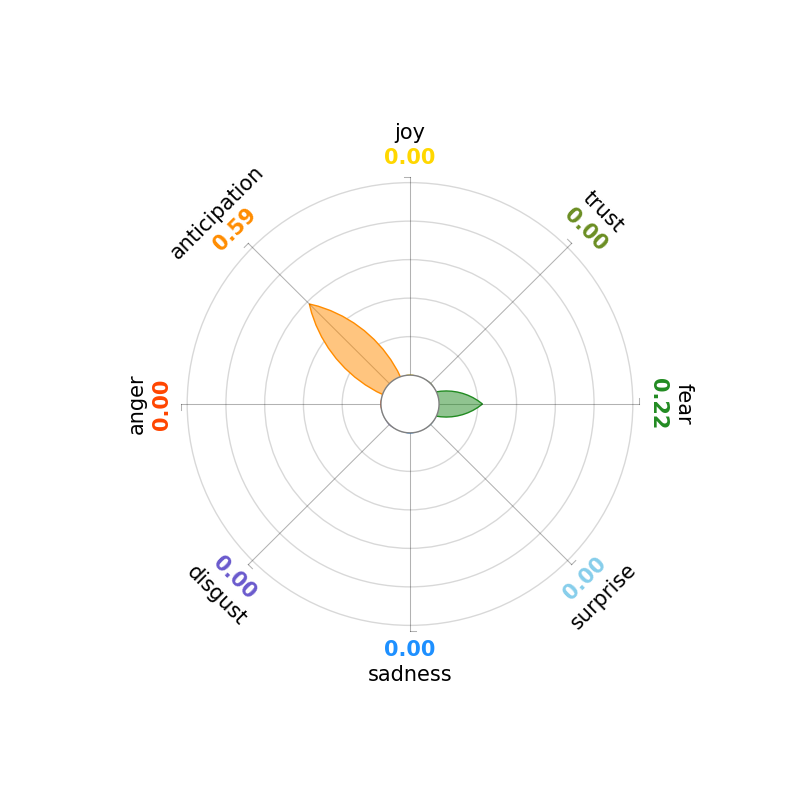 joy
0.00
trust
0.00
fear
0.22
surprise
0.00
0.00
sadness
0.00
disgust
anger
0.00
anticipation
0.59